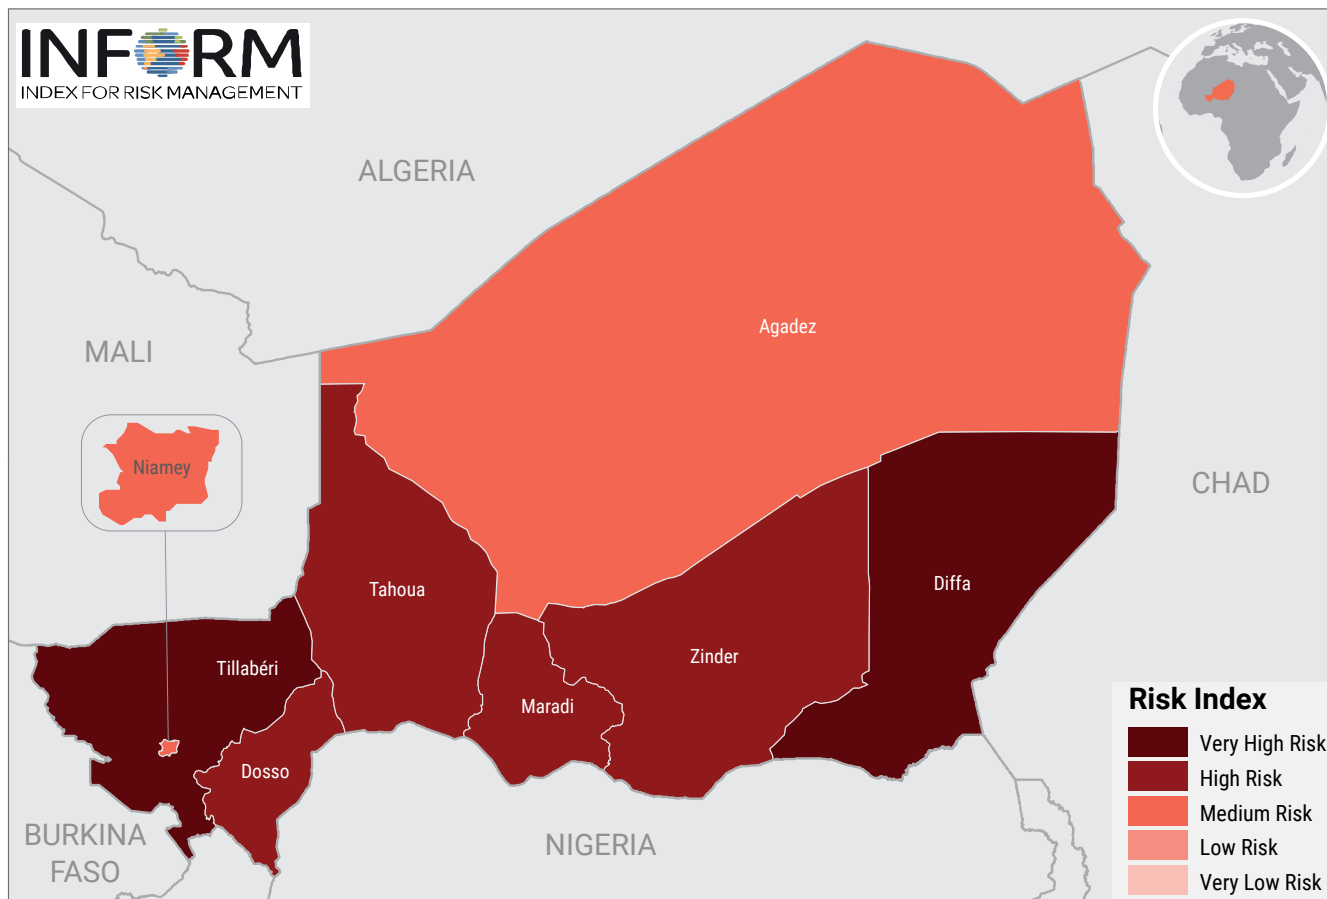 INFORM
INDEX FOR RISK MANAGEMENT
ALGERIA
Agadez
MALI
Niamey
CHAD
Tahoua
Diffa
Tillabéri
Zinder
Maradi
Dosso
BURKINA
FASO
NIGERIA
Risk Index
Very High Risk
High Risk
Medium Risk
Low Risk
Very Low Risk